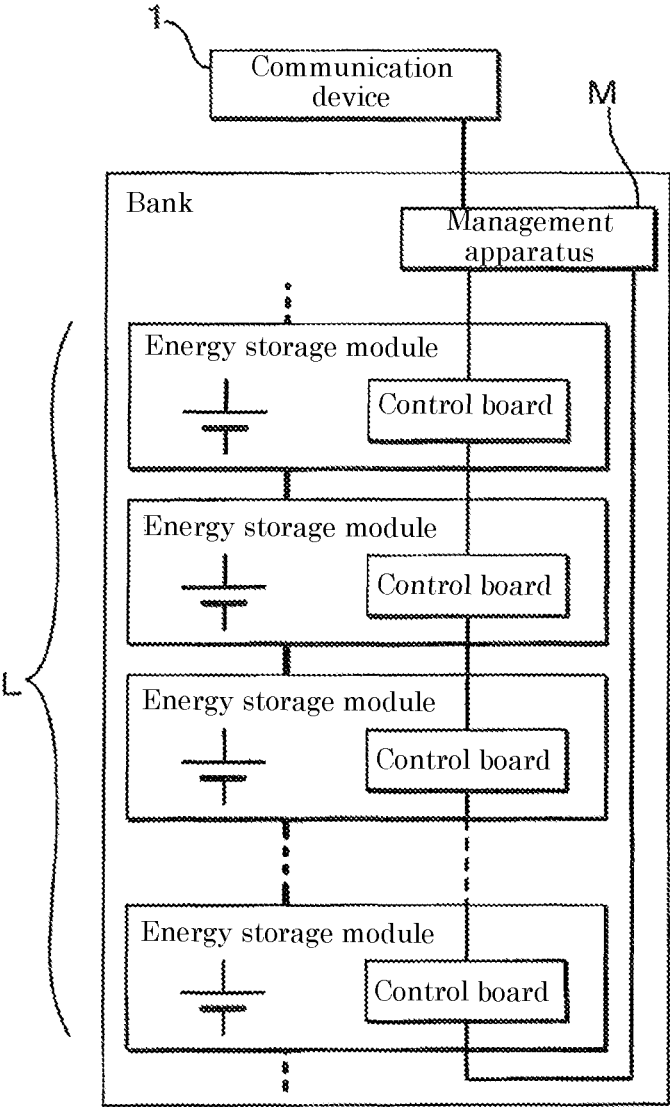 1
Communication
device
M
Bank
Management
apparatus
Energy storage module
Control board
Energy storage module
Control board
L
Energy storage module
Control board
Energy storage module
Control board